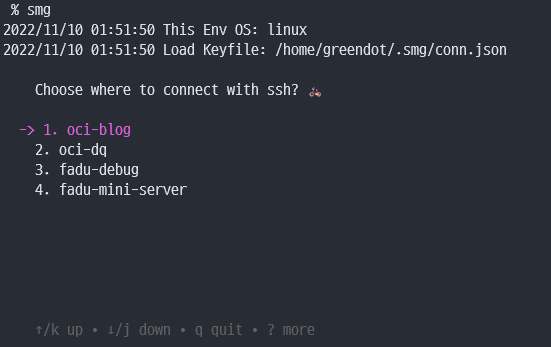 % smg
2022/11/10 01:51:50 This Env OS: linux
2022/11/10 01:51:50 Load Keyfile: /home/greendot/.smg/conn.json
Choose where to connect with ssh?
-> 1. oci-blog
2. oci-dq
3. fadu-debug
4. fadu-mini-server
↑/k up • ↓/j down • q quit • ? more